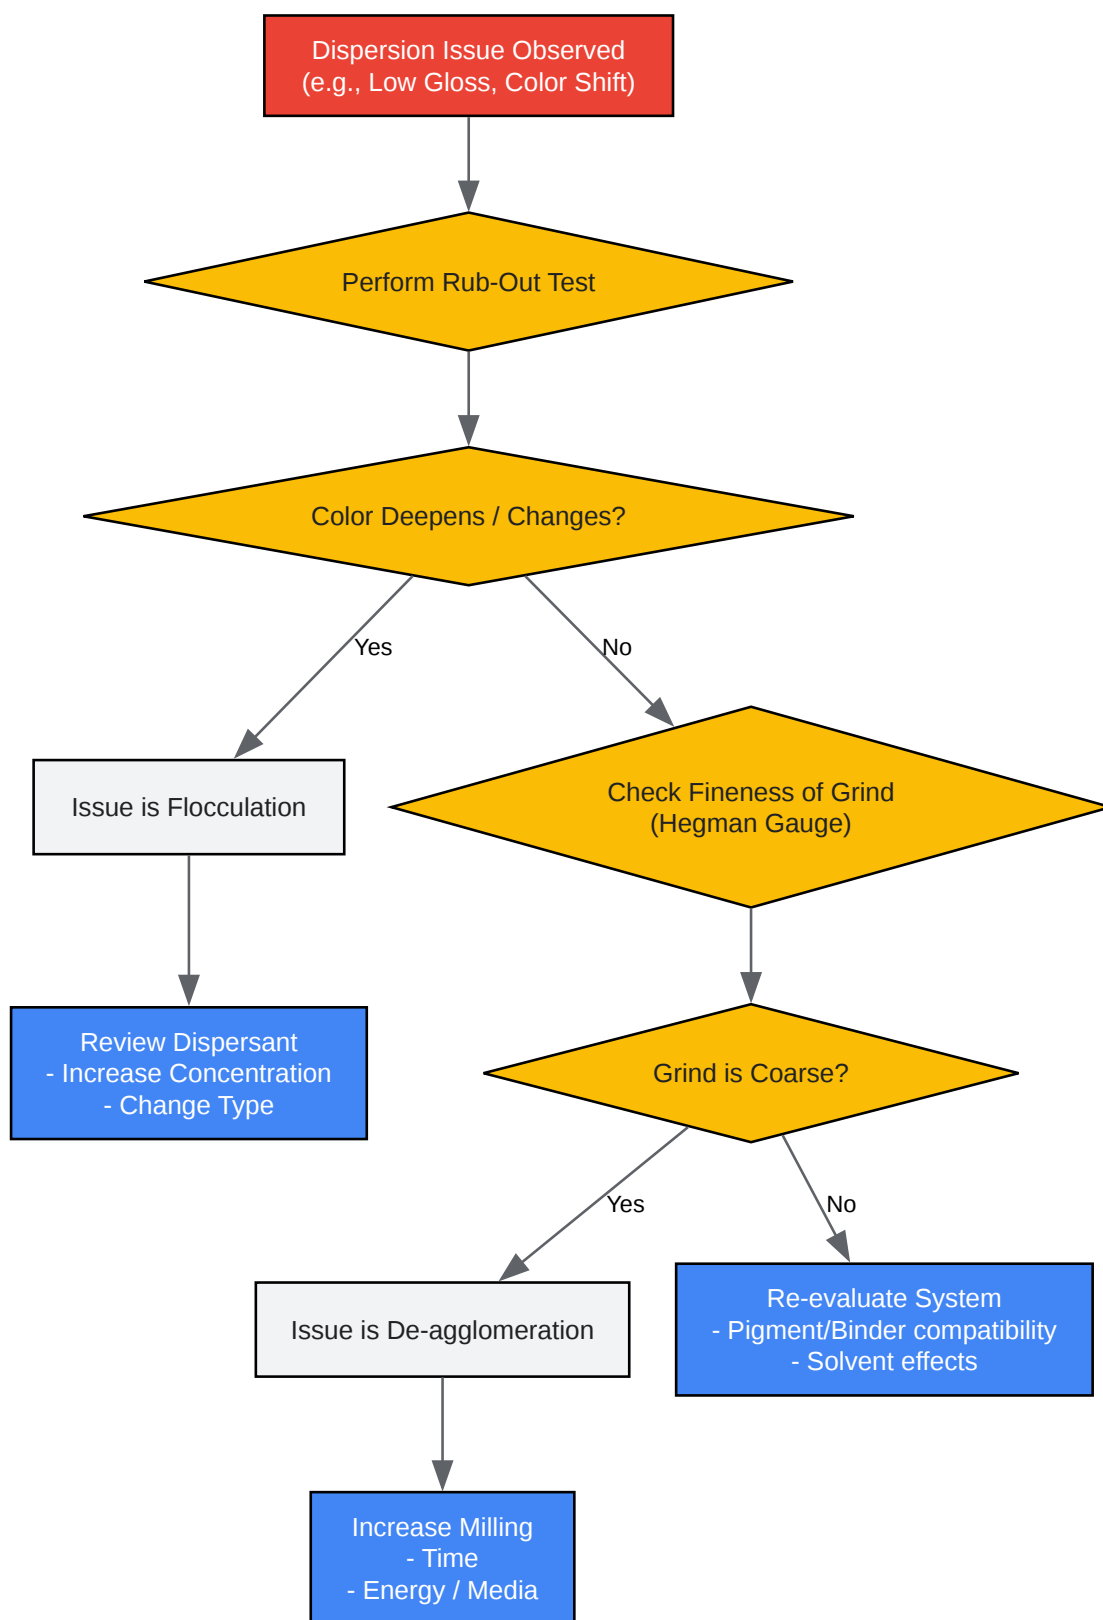 Dispersion Issue Observed
(e.g., Low Gloss, Color Shift)
Perform Rub-Out Test
Color Deepens / Changes?
Yes
No
Issue is Flocculation
Check Fineness of Grind
(Hegman Gauge)
Review Dispersant
- Increase Concentration
- Change Type
Grind is Coarse?
Yes
No
Issue is De-agglomeration
Re-evaluate System
- Pigment/Binder compatibility
- Solvent effects
Increase Milling
- Time
- Energy / Media